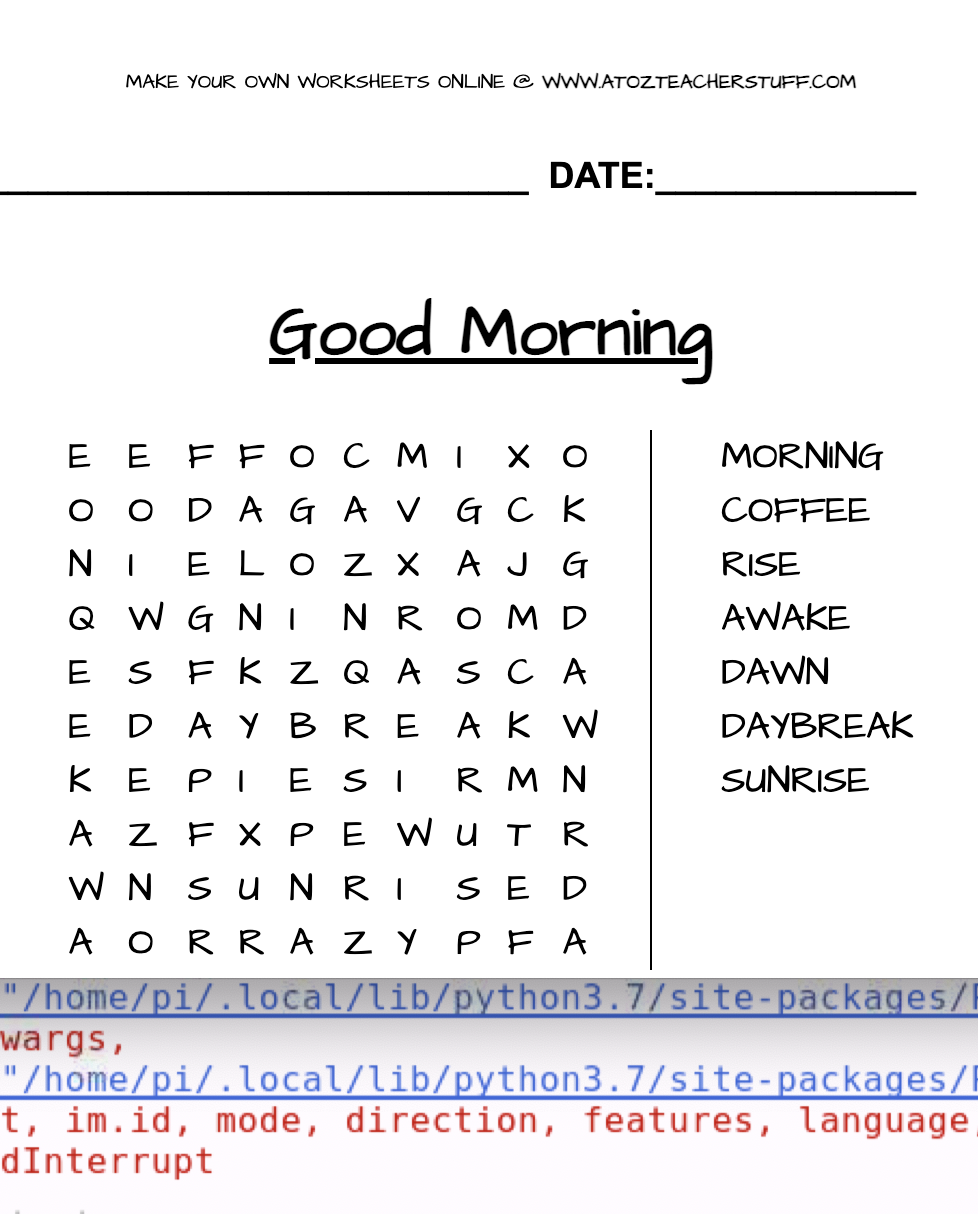 MAKE YOUR OWN WORKSHEETS ONLINE @ WWW.ATOZTEACHERSTUFF.COM
DATE:
Good Morning
E E F F O C M I X O MORNING
O O D A G A V G C K COFFEE
N I E L O Z X A J G RISE
Q W G N I N R O M D AWAKE
E S F K Z Q A S C A DAWN
E D A Y B R E A K W DAYBREAK
K E P I E S I R M N SUNRISE
A Z F X P E W U T R
W N S U N R I S E D
A O R R A Z Y P F A
"/home/pi/.local/lib/python3.7/site-packages/
wargs,
"/home/pi/.local/lib/python3.7/site-packages/
t, im.id, mode, direction, features, language,
dInterrupt